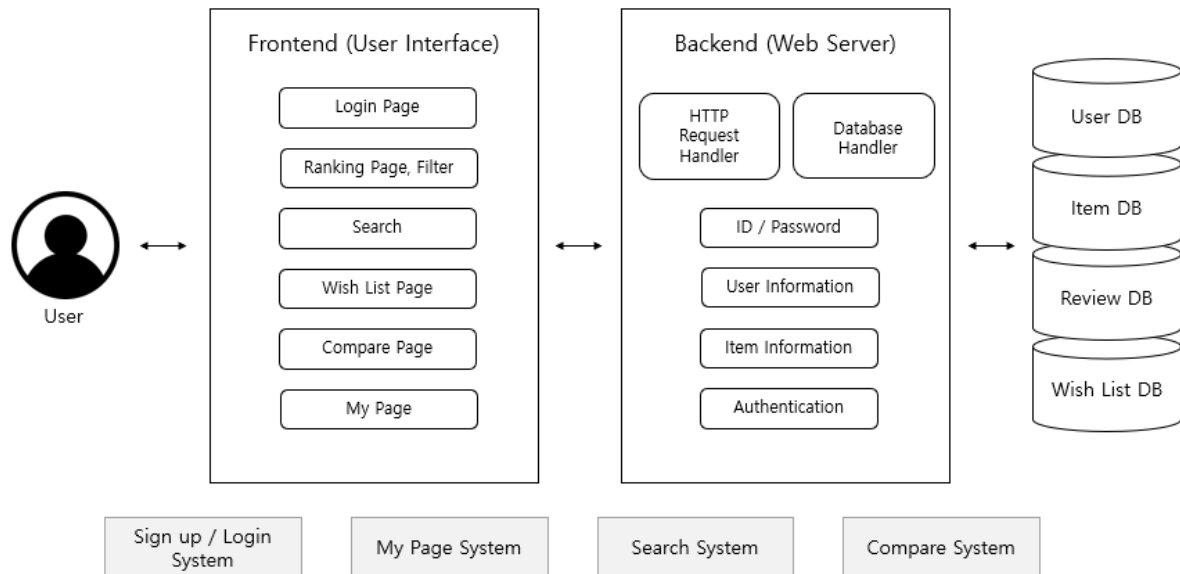 Frontend (User Interface)
Login Page
Ranking Page, Filter
Search
Wish List Page
Compare Page
My Page
User
Backend (Web Server)
HTTP
Request
Handler
Database
Handler
ID / Password
User Information
Item Information
Authentication
User DB
Item DB
Review DB
Wish List DB
Sign up / Login
System
My Page System
Search System
Compare System